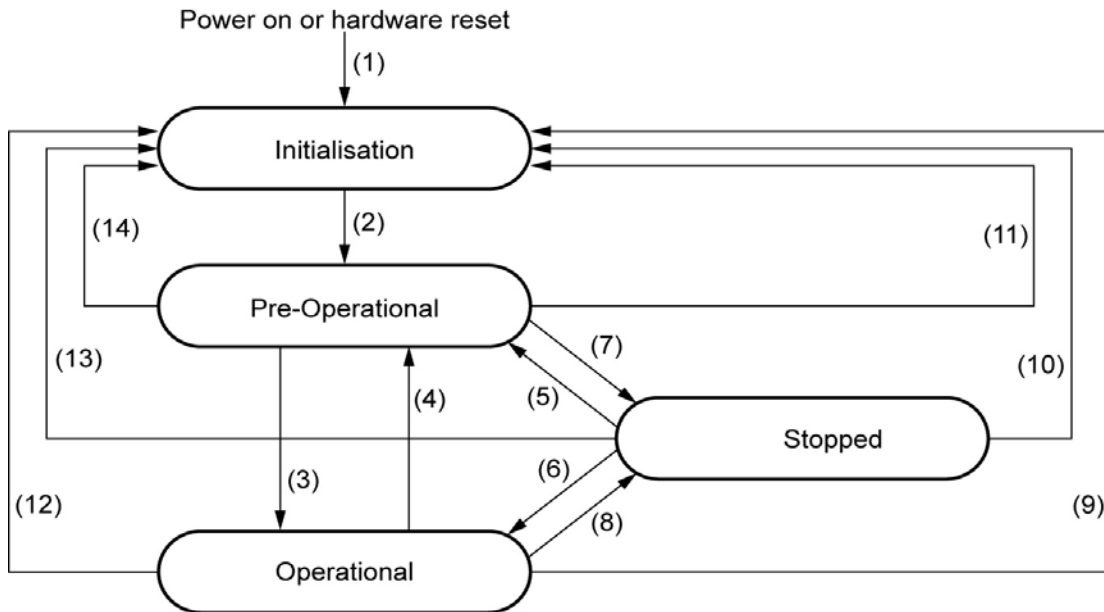 Power on or hardware reset
(1)
Initialisation
(2)
(14)
(11)
Pre-Operational
(7)
(13)
(10)
(4)
(5)
Stopped
(6)
(3)
(12)
(9)
(8)
Operational